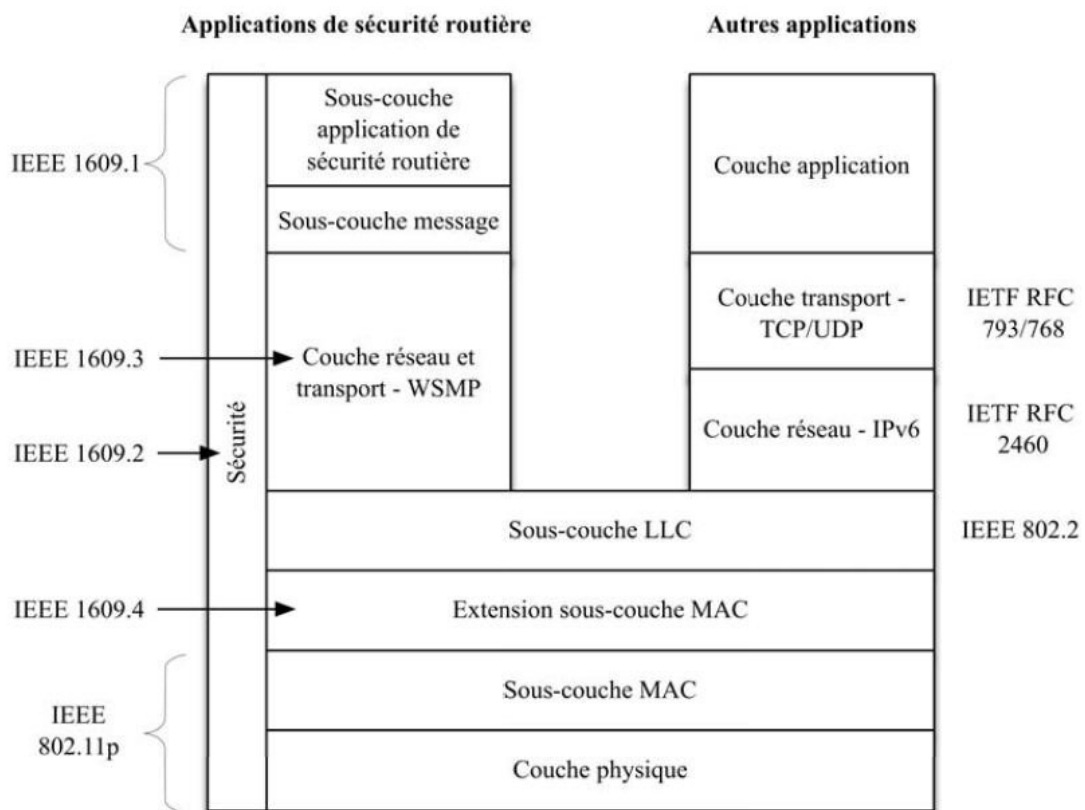 Applications de sécurité routière
Autres applications
Sous-couche
application de
sécurité routière
IEEE 1609.1
Couche application
Sous-couche message
Couche transport -
TCP/UDP
IETF RFC
793/768
IEEE 1609.3
Couche réseau et
transport - WSMP
Sécurité
IEEE 1609.2
Couche réseau - IPv6
IETF RFC
2460
Sous-couche LLC
IEEE 802.2
IEEE 1609.4
Extension sous-couche MAC
Sous-couche MAC
IEEE
802.11p
Couche physique